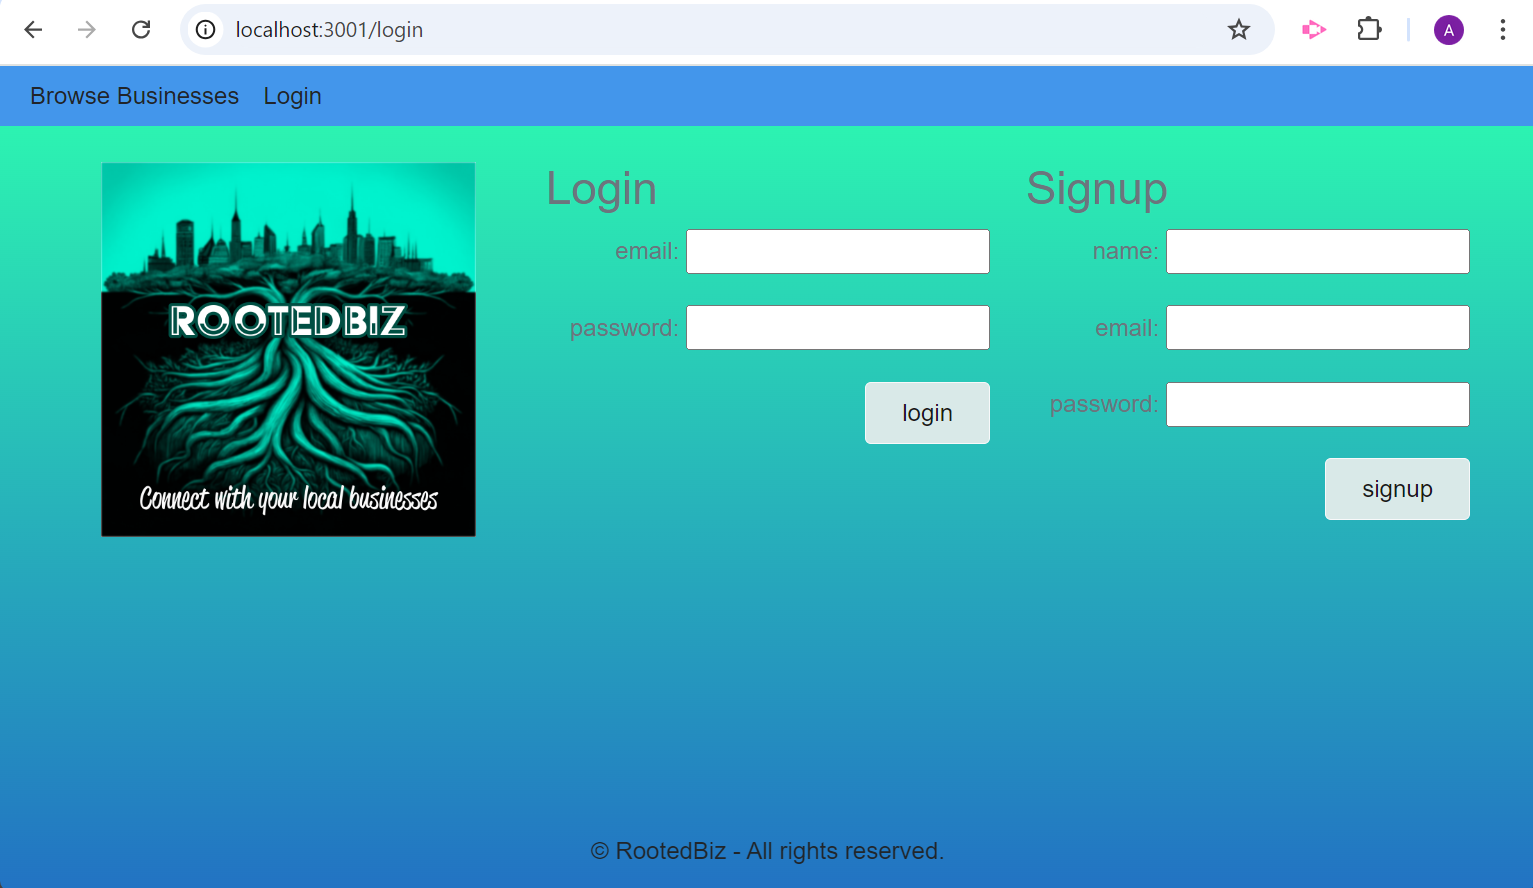 localhost:3001/login
A
Browse Businesses Login
ROOTEDBIZ
Connect with your local businesses
Login
email:
password:
login
Signup
name:
email:
password:
signup
© RootedBiz - All rights reserved.